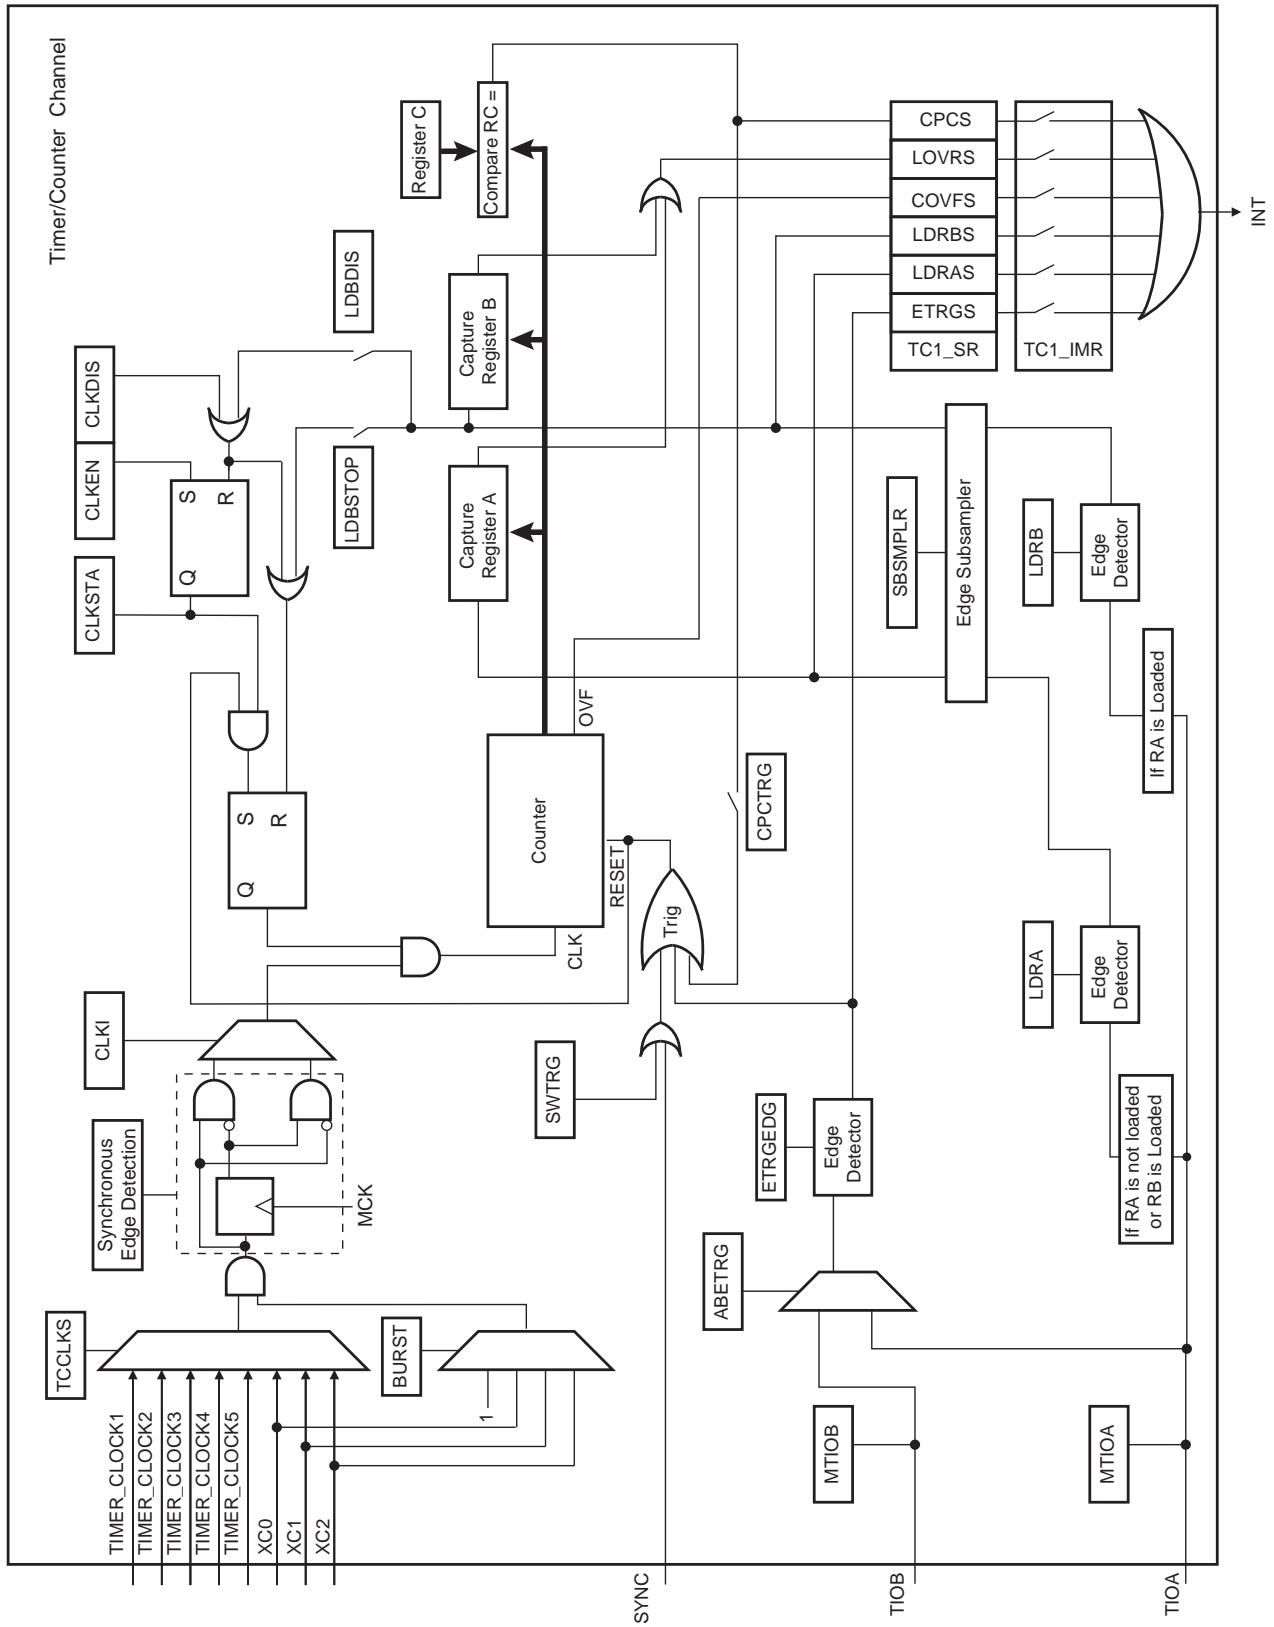 Timer/Counter Channel
TCCLKS
TIMER_CLOCK1
TIMER_CLOCK2
TIMER_CLOCK3
TIMER_CLOCK4
TIMER_CLOCK5
XC0
XC1
XC2
Synchronous
Edge Detection
CLKI
CLKSTA
CLKEN
CLKDIS
MCK
BURST
1
Q
S
R
Q
S
R
LDBSTOP
LDBDIS
Register C
Capture
Register A
Capture
Register B
Compare RC =
CLK
Counter
OVF
RESET
SWTRG
SYNC
Trig
CPCTRG
ABETRG
ETRGEDG
Edge
Detector
MTIOB
TIOB
SBSMPLR
Edge Subsampler
TC1_SR
ETRGS
LDRAS
LDRBS
COVFS
LOVRS
CPCS
TC1_IMR
LDRA
Edge
Detector
LDRB
Edge
Detector
If RA is not loaded
or RB is Loaded
If RA is Loaded
MTIOA
TIOA
INT